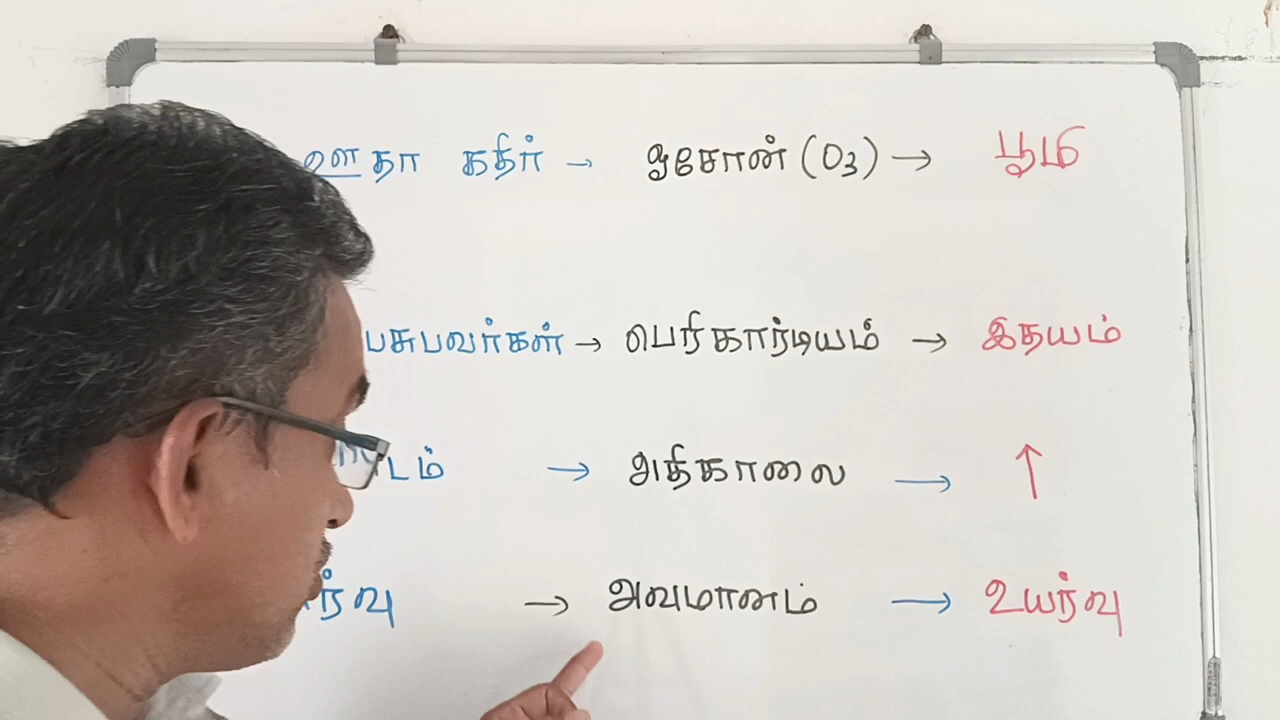 ஊதா கதிர் → ஓசோன் (O3) → பூமி
பேசுபவர்கள் → பெரிகார்டியம் → இதயம்
→ அதிகாலை → ↑
→ அவமானம் → உயர்வு